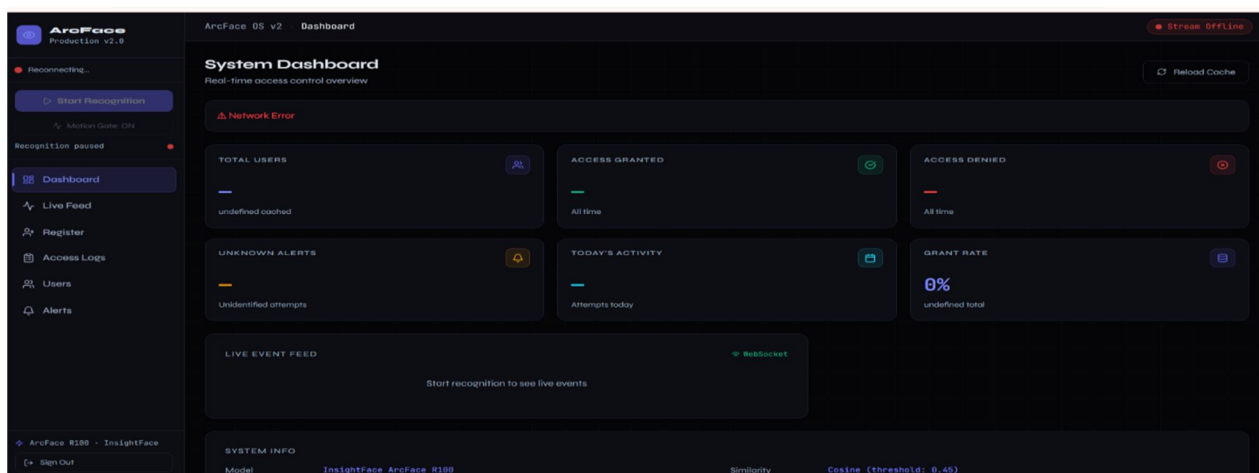 ArcFace
Production v2.0
Reconnecting…
Start Recognition
Motion Gate: ON
Recognition paused
Dashboard
Live Feed
Register
Access Logs
Users
Alerts
ArcFace R100 · InsightFace
Sign Out
ArcFace OS v2 Dashboard
Stream Offline
System Dashboard
Real-time access control overview
Reload Cache
Network Error
TOTAL USERS
—
undefined cached
ACCESS GRANTED
—
All time
ACCESS DENIED
—
All time
UNKNOWN ALERTS
—
Unidentified attempts
TODAY'S ACTIVITY
—
Attempts today
GRANT RATE
0%
undefined total
LIVE EVENT FEED
WebSocket
Start recognition to see live events
SYSTEM INFO
Model InsightFace ArcFace R100
Similarity Cosine (threshold: 0.45)